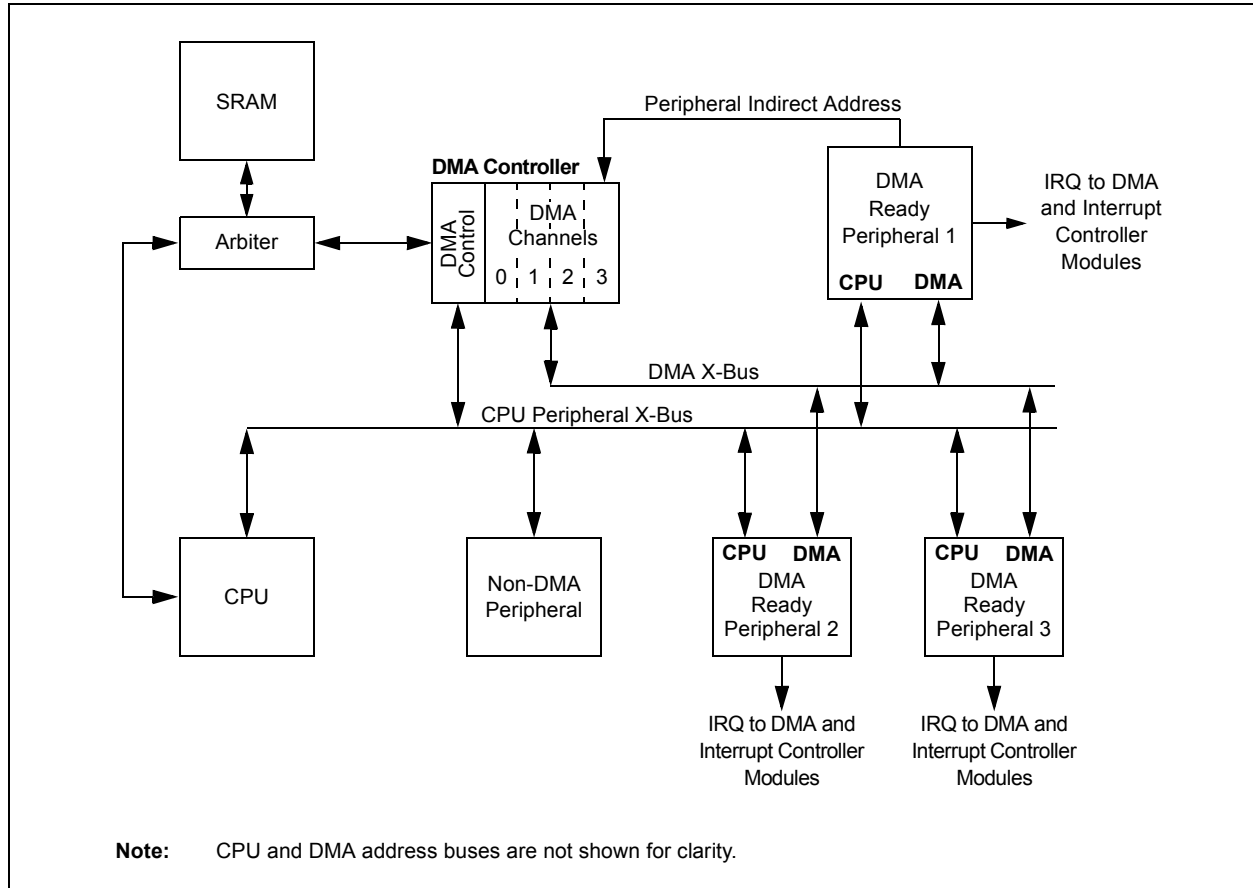 SRAM
Peripheral Indirect Address
DMA Controller
DMA
Control
DMA
Channels
0 1 2 3
DMA
Ready
Peripheral 1
CPU DMA
IRQ to DMA
and Interrupt
Controller
Modules
Arbiter
DMA X-Bus
CPU Peripheral X-Bus
CPU
Non-DMA
Peripheral
CPU DMA
DMA
Ready
Peripheral 2
CPU DMA
DMA
Ready
Peripheral 3
IRQ to DMA and
Interrupt Controller
Modules
IRQ to DMA and
Interrupt Controller
Modules
Note: CPU and DMA address buses are not shown for clarity.